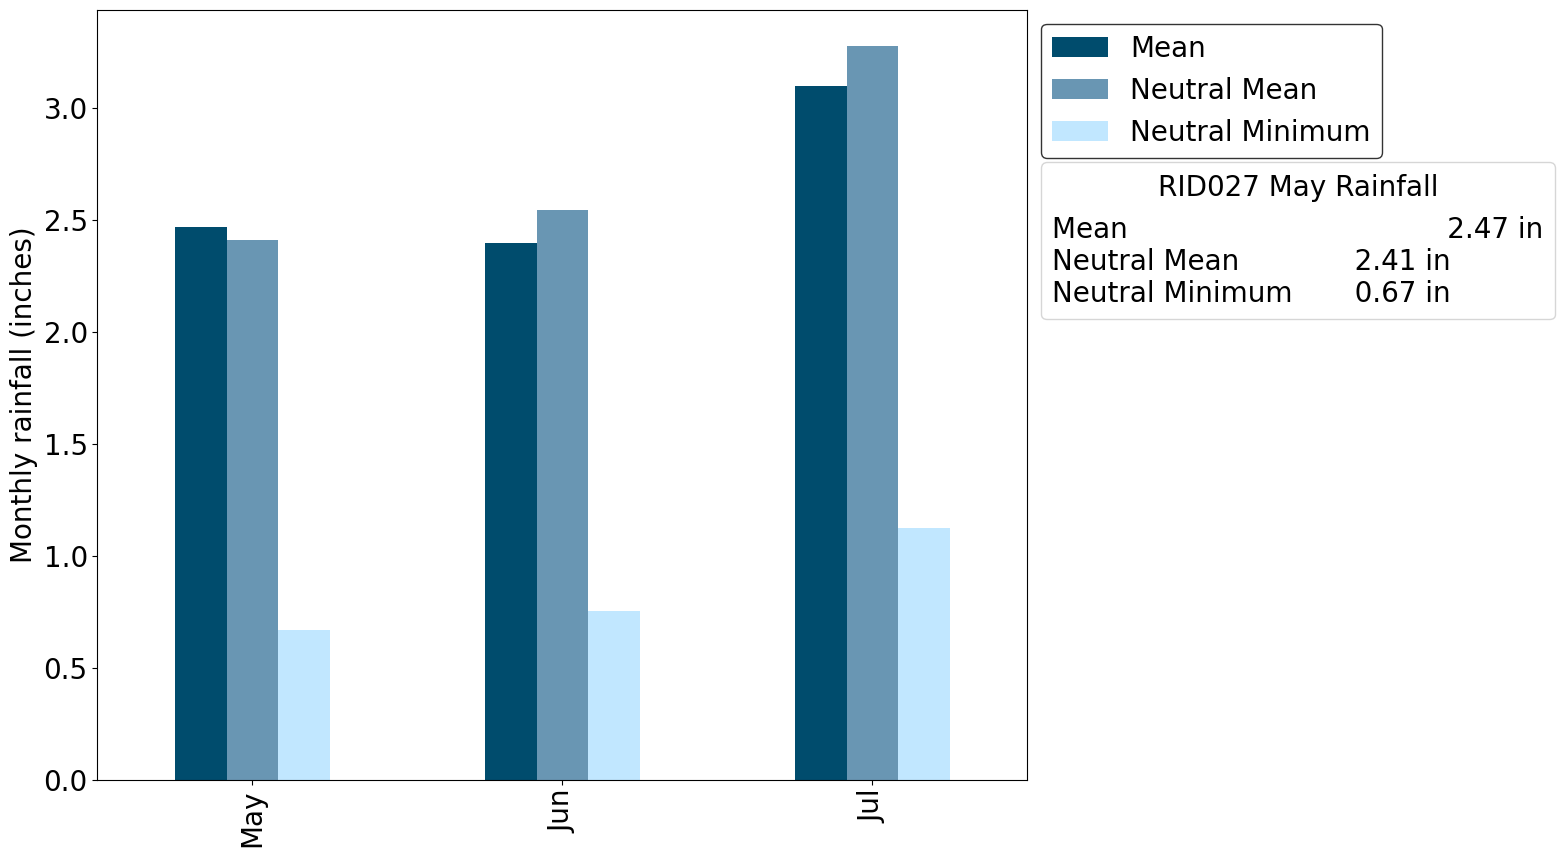 Monthly rainfall (inches)
3.0
2.5
2.0
1.5
1.0
0.5
0.0
May
Jun
Jul
Mean
Neutral Mean
Neutral Minimum
RID027 May Rainfall
Mean 2.47 in
Neutral Mean 2.41 in
Neutral Minimum 0.67 in